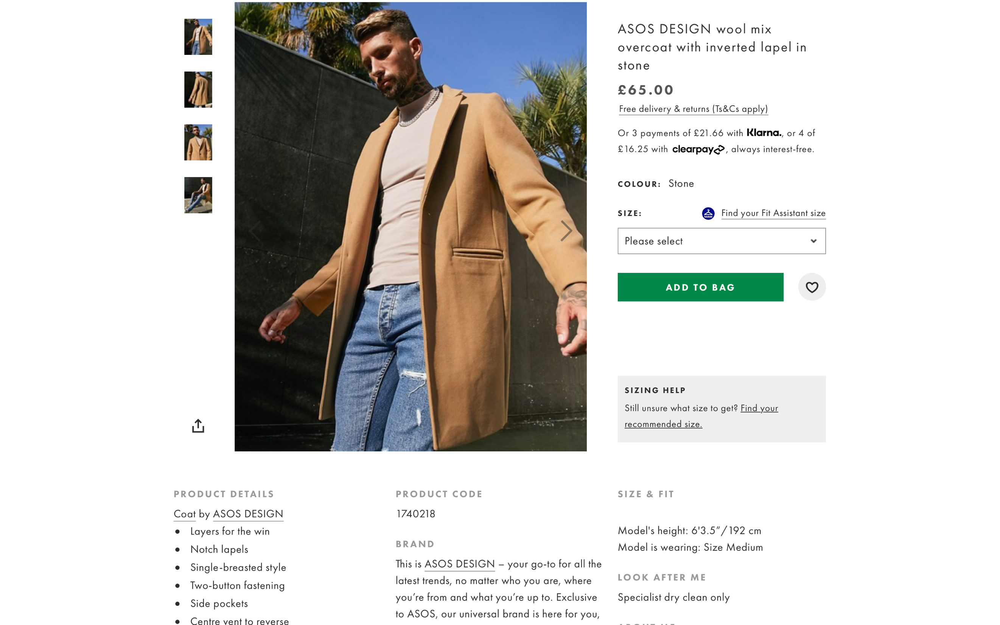 ASOS DESIGN wool mix
overcoat with inverted lapel in
stone
£65.00
Free delivery & returns (Ts&Cs apply)
Or 3 payments of £21.66 with Klarna., or 4 of
£16.25 with clearpay, always interest-free.
COLOUR: Stone
SIZE: Find your Fit Assistant size
Please select
ADD TO BAG
SIZING HELP
Still unsure what size to get? Find your
recommended size.
PRODUCT DETAILS
Coat by ASOS DESIGN
● Layers for the win
● Notch lapels
● Single-breasted style
● Two-button fastening
● Side pockets
● Centre vent to reverse
PRODUCT CODE
1740218
BRAND
This is ASOS DESIGN – your go-to for all the
latest trends, no matter who you are, where
you’re from and what you’re up to. Exclusive
to ASOS, our universal brand is here for you,
SIZE & FIT
Model's height: 6'3.5”/192 cm
Model is wearing: Size Medium
LOOK AFTER ME
Specialist dry clean only